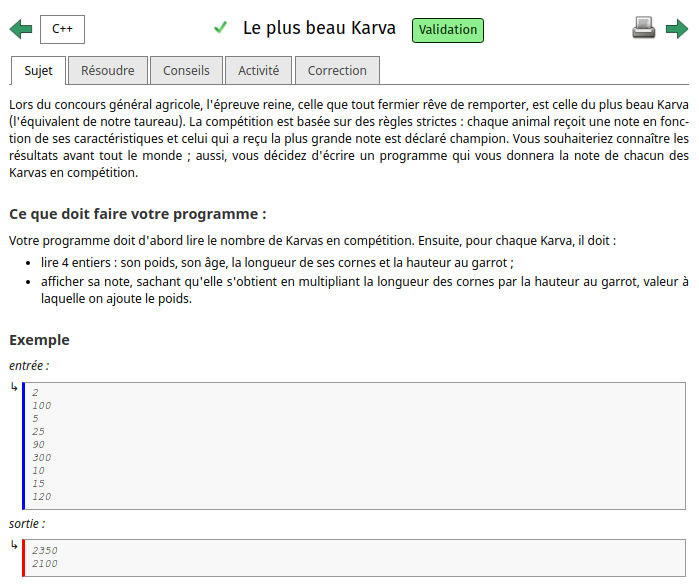 C++
Le plus beau Karva
Validation
Sujet
Résoudre
Conseils
Activité
Correction
Lors du concours général agricole, l'épreuve reine, celle que tout fermier rêve de remporter, est celle du plus beau Karva
(l'équivalent de notre taureau). La compétition est basée sur des règles strictes : chaque animal reçoit une note en fonc-
tion de ses caractéristiques et celui qui a reçu la plus grande note est déclaré champion. Vous souhaiteriez connaître les
résultats avant tout le monde ; aussi, vous décidez d'écrire un programme qui vous donnera la note de chacun des
Karvas en compétition.
Ce que doit faire votre programme :
Votre programme doit d'abord lire le nombre de Karvas en compétition. Ensuite, pour chaque Karva, il doit :
• lire 4 entiers : son poids, son âge, la longueur de ses cornes et la hauteur au garrot ;
• afficher sa note, sachant qu'elle s'obtient en multipliant la longueur des cornes par la hauteur au garrot, valeur à
laquelle on ajoute le poids.
Exemple
entrée :
2
100
5
25
90
300
10
15
120
sortie :
2350
2100